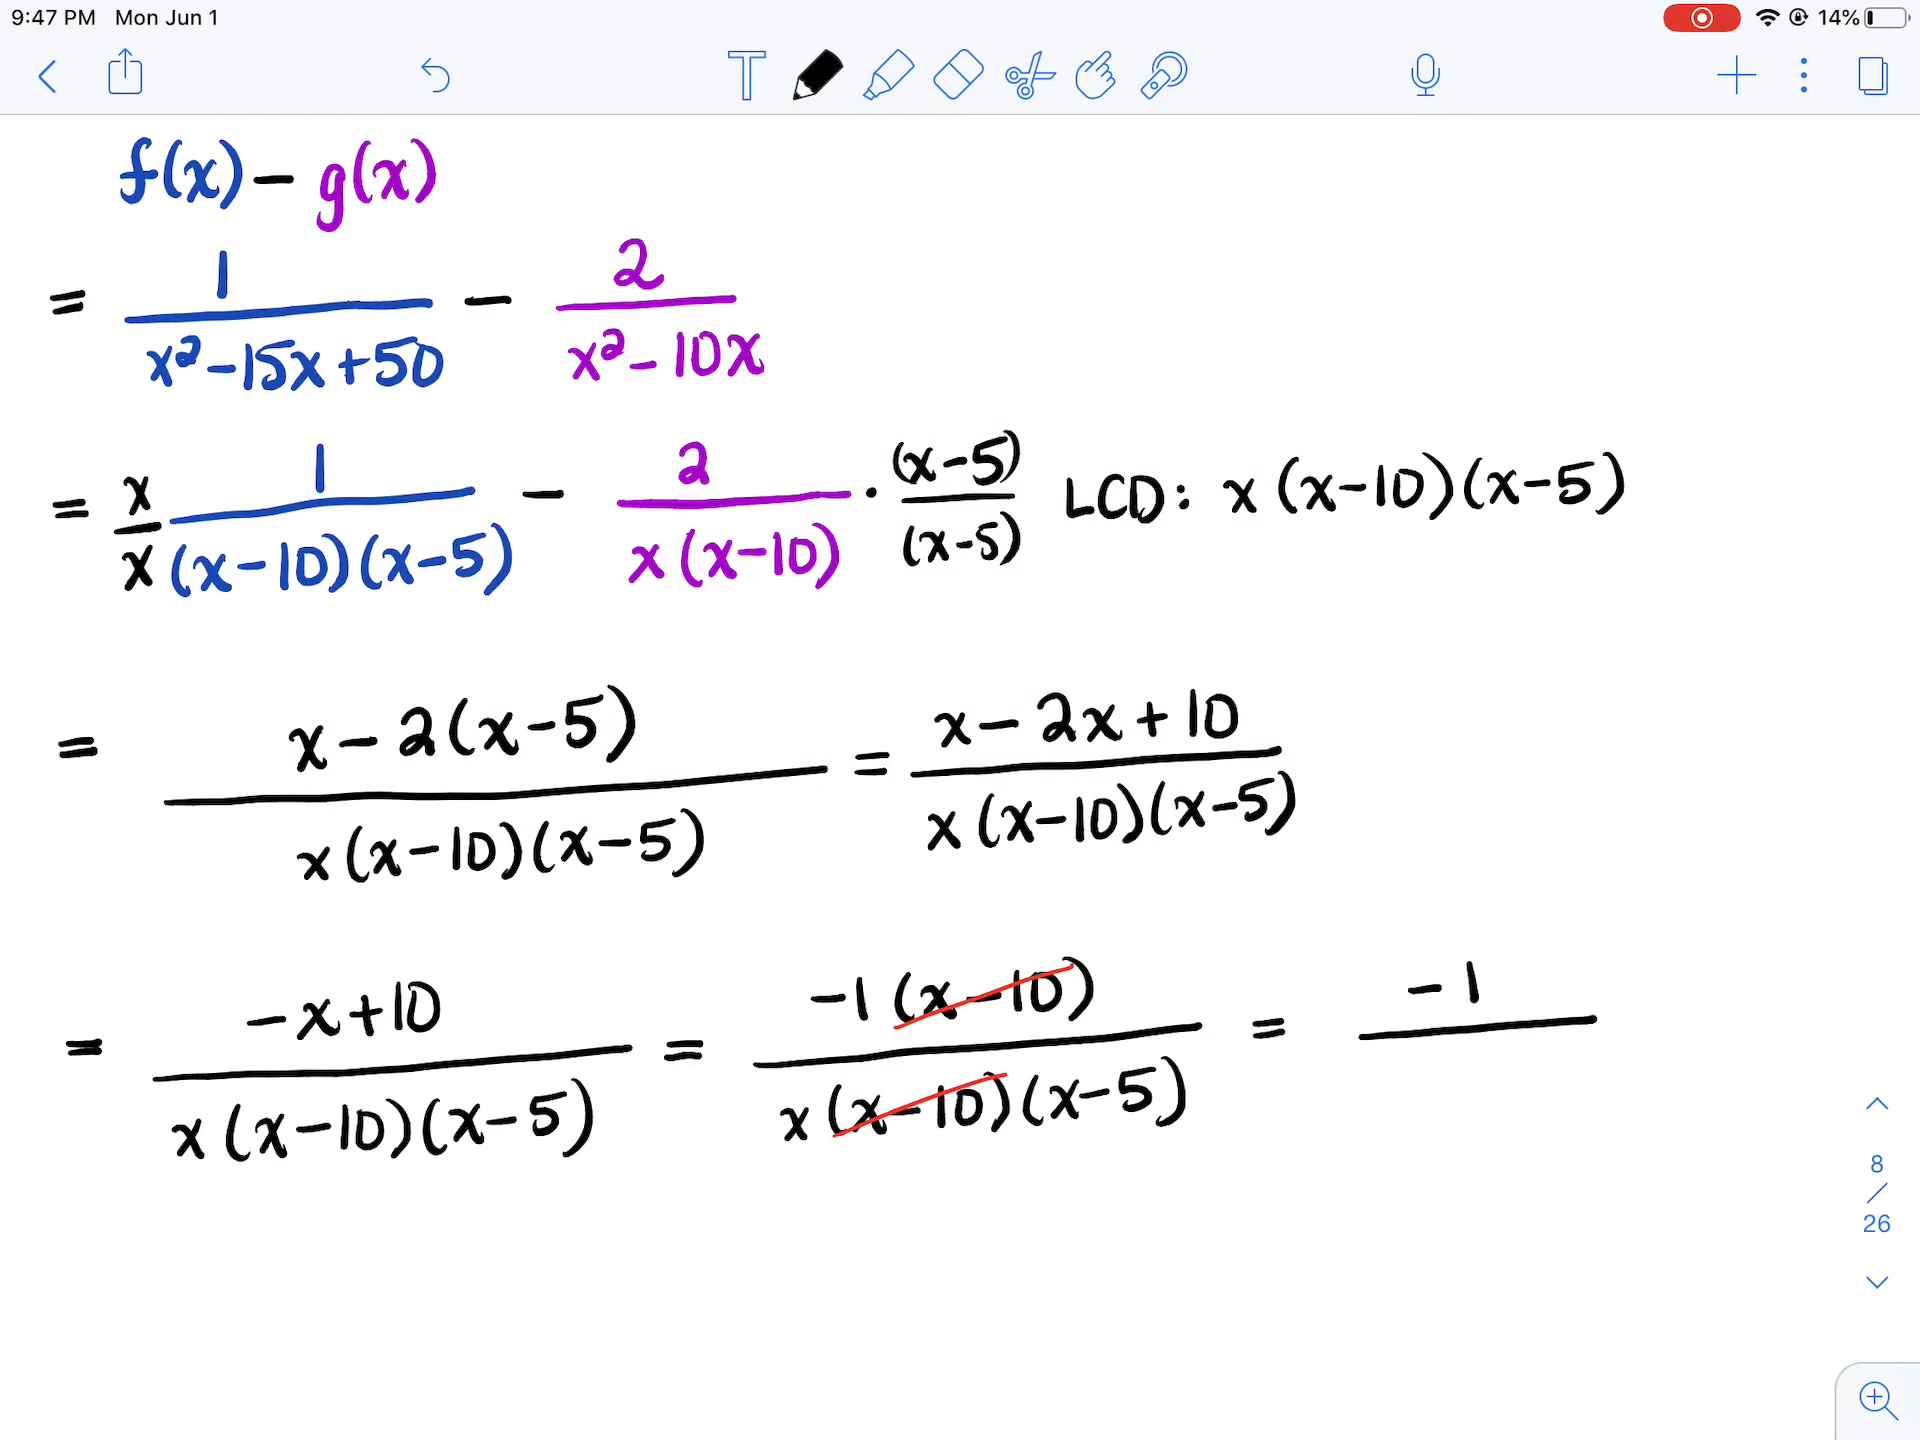 9:47 PM Mon Jun 1 14%
T
f(x) - g(x)
= 1/(x² - 15x + 50) - 2/(x² - 10x)
= x/x 1/((x-10)(x-5)) - 2/(x(x-10)) · (x-5)/(x-5) LCD: x(x-10)(x-5)
= (x - 2(x-5))/(x(x-10)(x-5)) = (x - 2x + 10)/(x(x-10)(x-5))
= (-x+10)/(x(x-10)(x-5)) = -1(x-10)/(x(x-10)(x-5)) = -1/
8
/
26